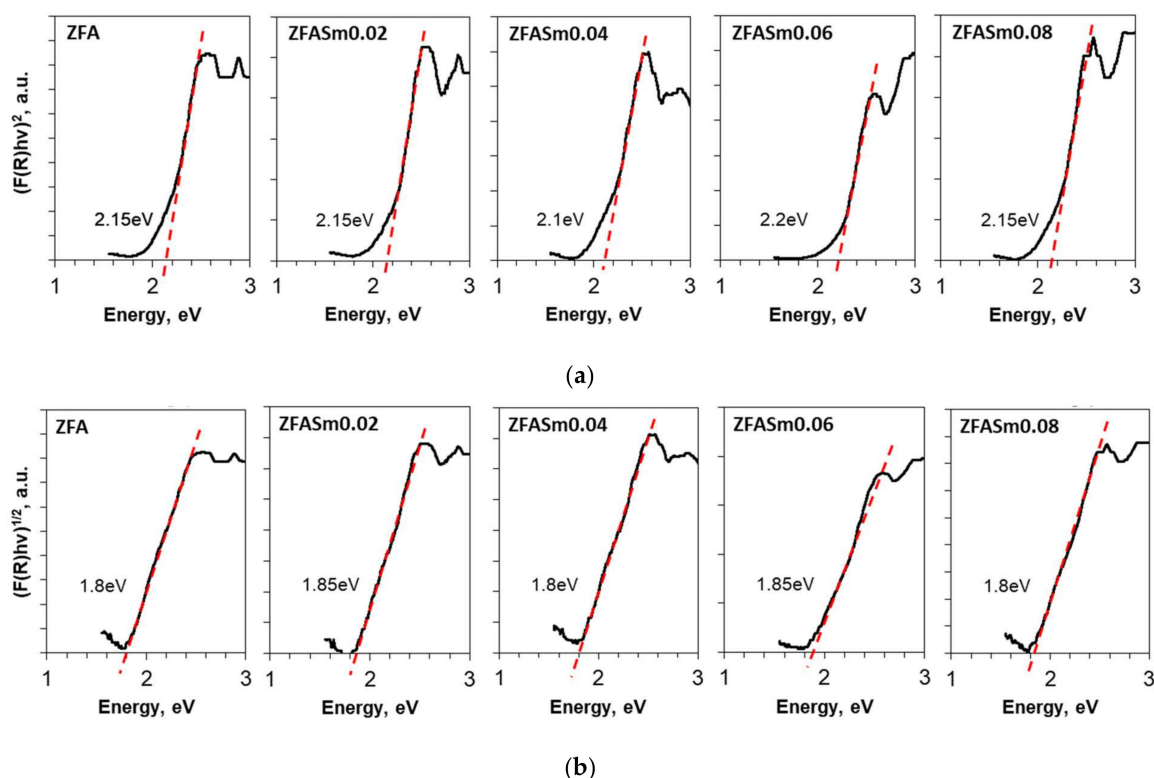 ZFA
ZFASm0.02
ZFASm0.04
ZFASm0.06
ZFASm0.08
(F(R)hν)², a.u.
2.15eV
2.15eV
2.1eV
2.2eV
2.15eV
1 2 3
1 2 3
1 2 3
1 2 3
1 2 3
Energy, eV
Energy, eV
Energy, eV
Energy, eV
Energy, eV
(a)
ZFA
ZFASm0.02
ZFASm0.04
ZFASm0.06
ZFASm0.08
(F(R)hν)^1/2, a.u.
1.8eV
1.85eV
1.8eV
1.85eV
1.8eV
1 2 3
1 2 3
1 2 3
1 2 3
1 2 3
Energy, eV
Energy, eV
Energy, eV
Energy, eV
Energy, eV
(b)